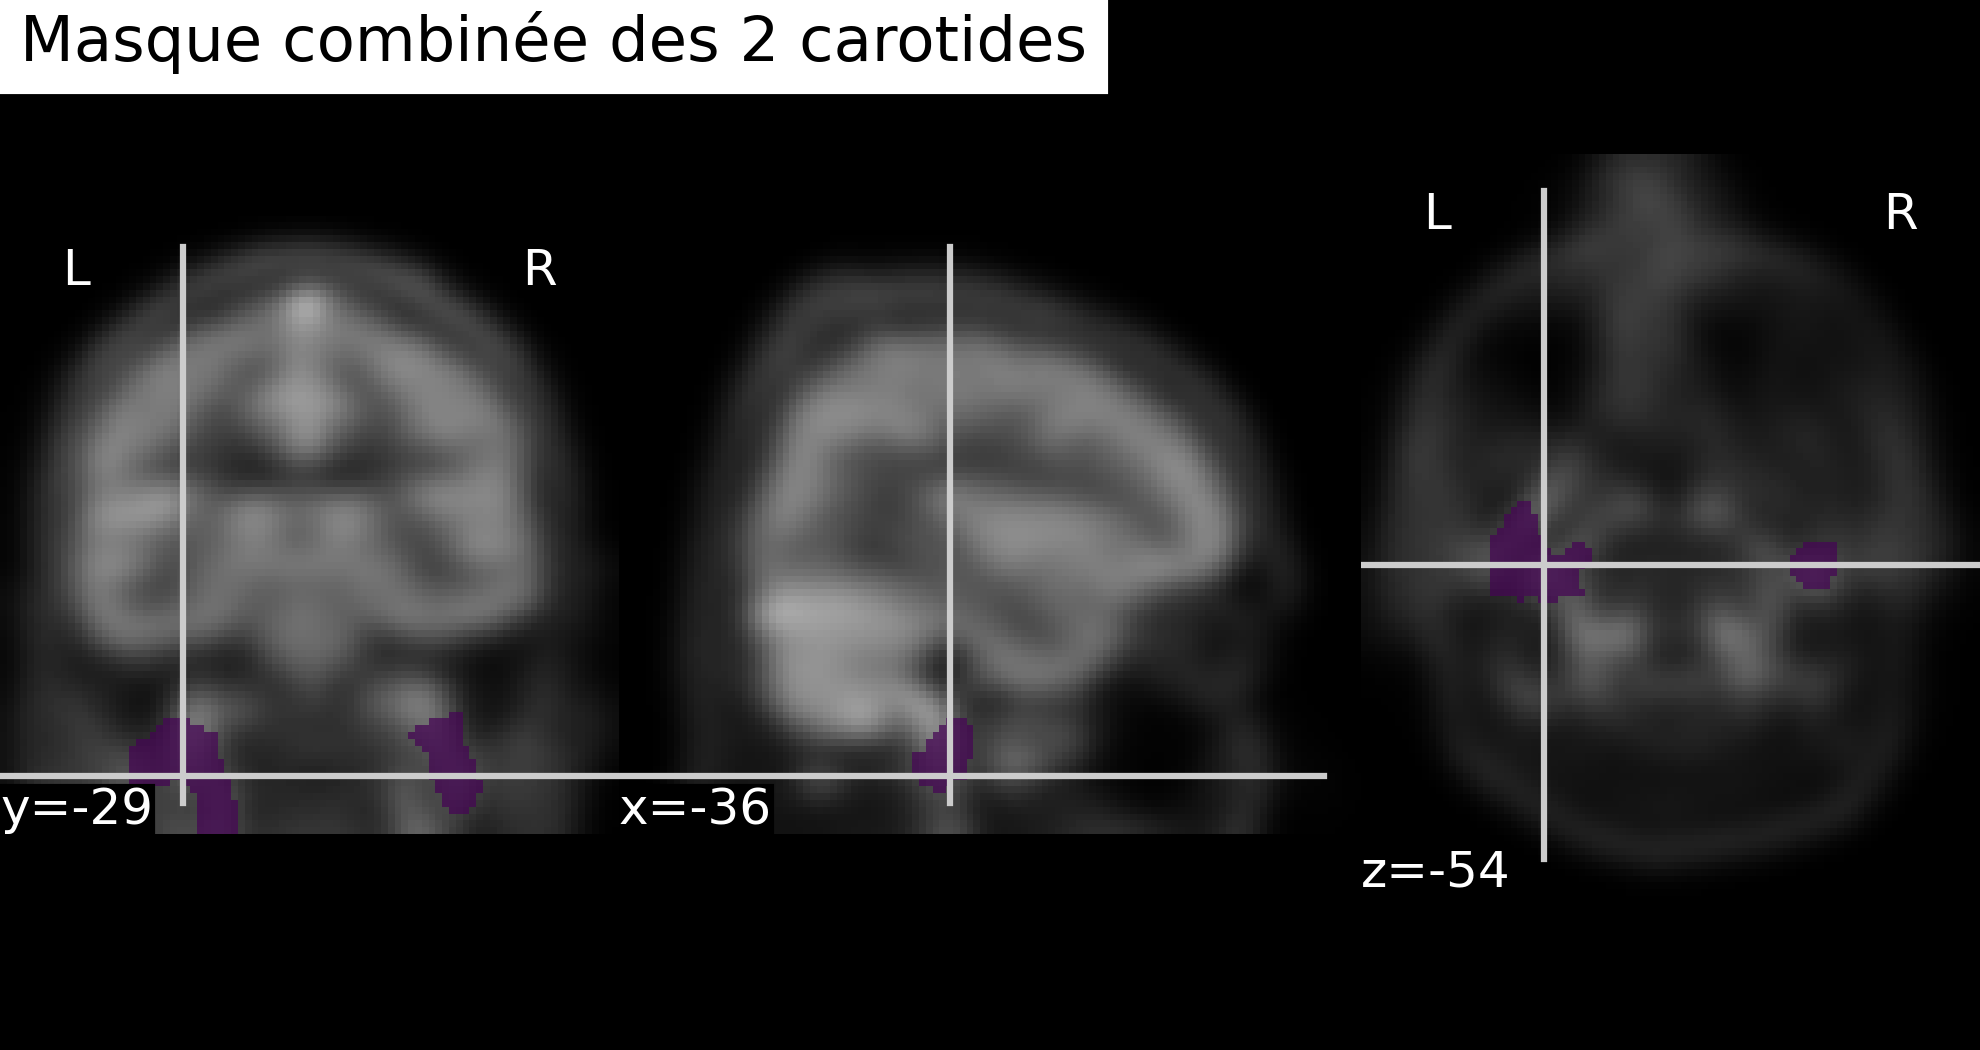 Masque combinée des 2 carotides
L
R
L
R
y=-29
x=-36
z=-54